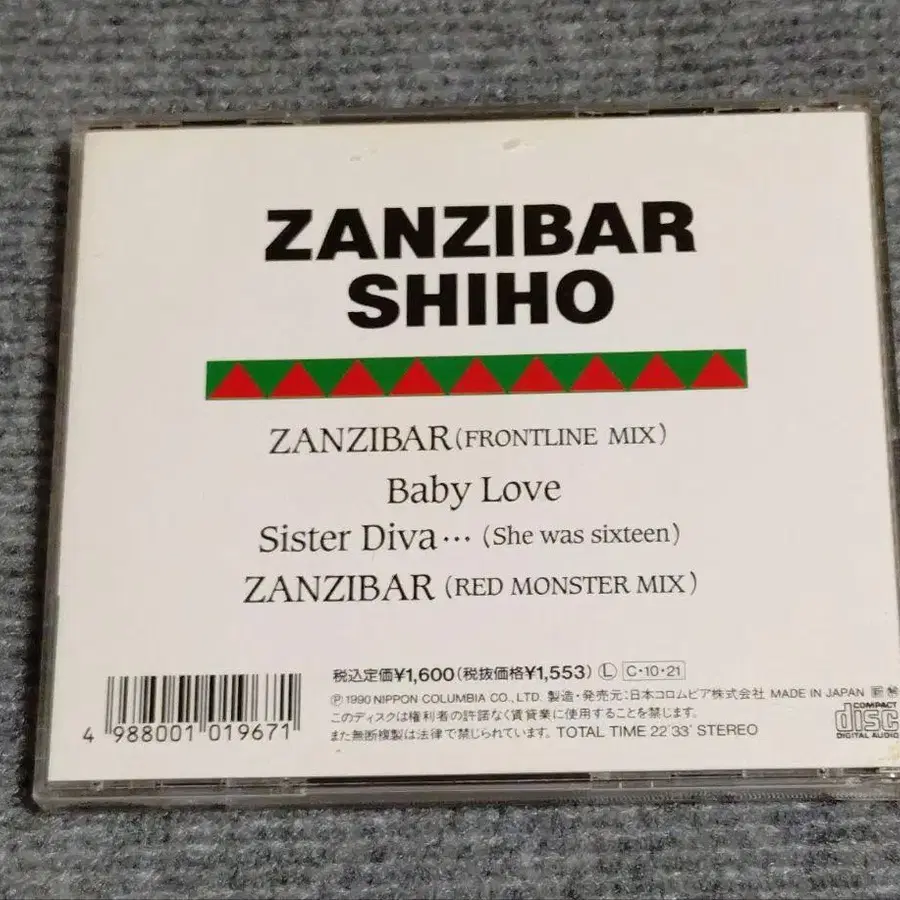 ZANZIBAR
SHIHO
ZANZIBAR (FRONTLINE MIX)
Baby Love
Sister Diva… (She was sixteen)
ZANZIBAR (RED MONSTER MIX)
税込定価¥1,600(税抜価格¥1,553) Ⓛ C・10・21
Ⓟ 1990 NIPPON COLUMBIA CO., LTD. 製造・発売元:日本コロムビア株式会社 MADE IN JAPAN
このディスクは権利者の許諾なく賃貸業に使用することを禁じます。
また無断複製は法律で禁じられています。 TOTAL TIME 22'33" STEREO
4 988001 019671
COMPACT
disc
DIGITAL AUDIO